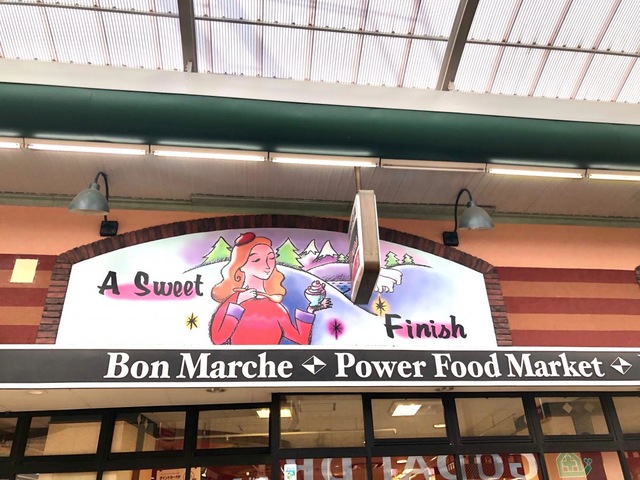 A Sweet
Finish
Bon Marche Power Food Market